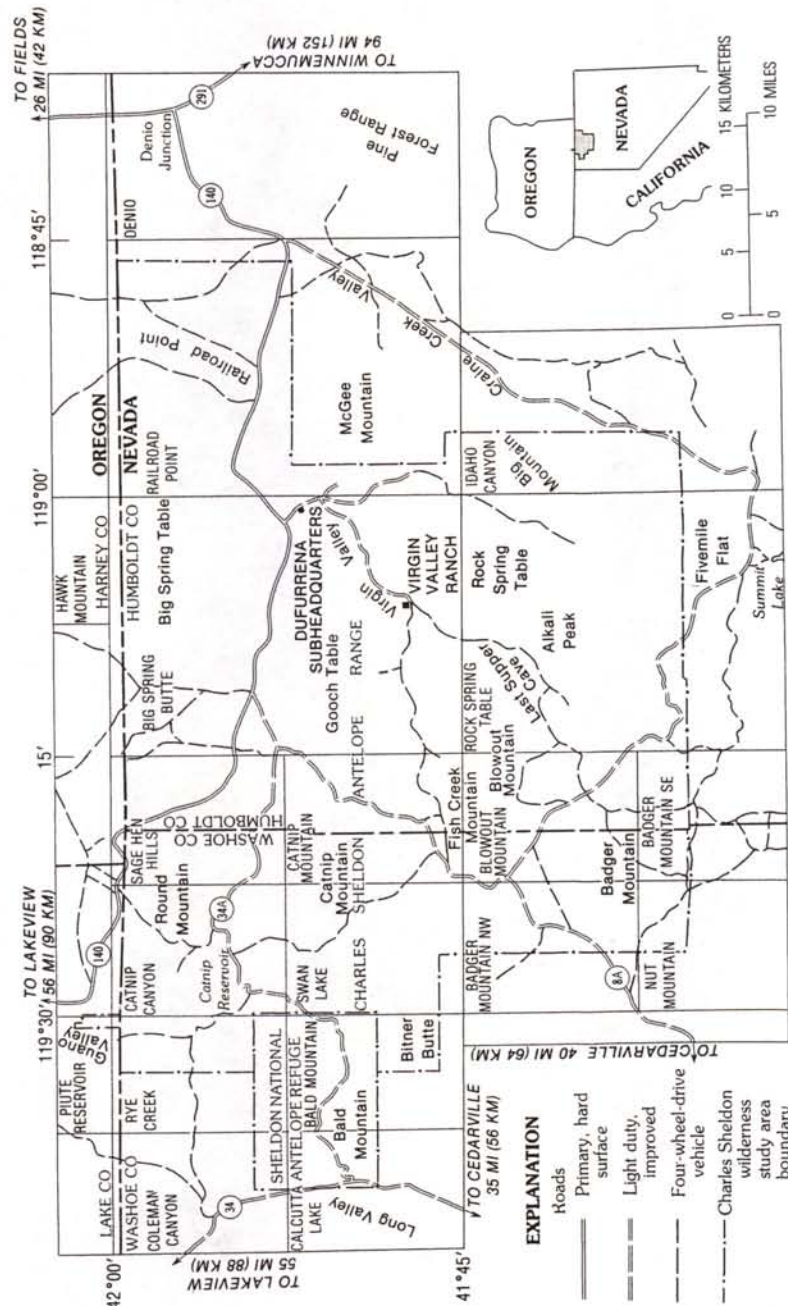 TO FIELDS
26 MI (42 KM)
TO WINNEMUCCA
94 MI (152 KM)
TO LAKEVIEW
56 MI (90 KM)
119°30'
15'
119°00'
118°45'
42°00'
41°45'
PIUTE
RESERVOIR
Guano
Valley
140
HAWK
MOUNTAIN
LAKE CO
HARNEY CO
OREGON
WASHOE CO
HUMBOLDT CO
NEVADA
COLEMAN
CANYON
RYE
CREEK
CATNIP
CANYON
SAGE HEN
HILLS
BIG SPRING
BUTTE
Big Spring Table
RAILROAD
POINT
Railroad Point
DENIO
Denio
Junction
291
140
WASHOE CO
HUMBOLDT CO
Round
Mountain
34A
Catnip
Reservoir
34
TO LAKEVIEW
55 MI (88 KM)
SHELDON NATIONAL
CALCUTTA ANTELOPE REFUGE
LAKE
BALD MOUNTAIN
Bald
Mountain
Long Valley
SWAN
LAKE
CATNIP
MOUNTAIN
Catnip
Mountain
CHARLES
SHELDON
ANTELOPE
RANGE
Gooch Table
DUFURRENA
SUBHEADQUARTERS
Virgin
Valley
VIRGIN
VALLEY
RANCH
McGee
Mountain
Craine
Creek
Valley
Pine
Forest Range
Bitner
Butte
Fish Creek
Mountain
TO CEDARVILLE
35 MI (56 KM)
TO CEDARVILLE 40 MI (64 KM)
BADGER
MOUNTAIN NW
BLOWOUT
MOUNTAIN
Blowout
Mountain
ROCK SPRING
TABLE
Last Supper
Cave
Rock
Spring
Table
Alkali
Peak
IDAHO
CANYON
Big
Mountain
8A
NUT
MOUNTAIN
Badger
Mountain
BADGER
MOUNTAIN SE
Fivemile
Flat
Summit
Lake
EXPLANATION
Roads
Primary, hard
surface
Light duty,
improved
Four-wheel-drive
vehicle
Charles Sheldon
wilderness
study area
boundary
OREGON
NEVADA
CALIFORNIA
0 5 10 15 KILOMETERS
0 5 10 MILES